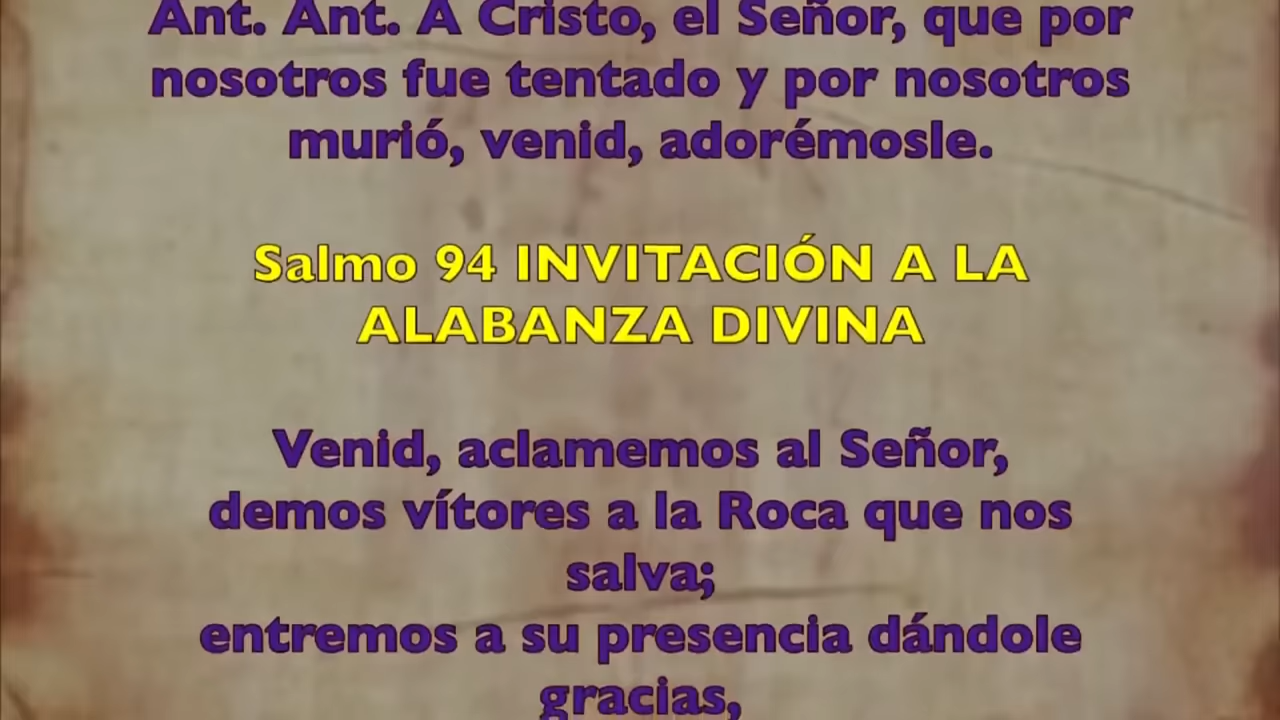 Ant. Ant. A Cristo, el Señor, que por
nosotros fue tentado y por nosotros
murió, venid, adorémosle.
Salmo 94 INVITACIÓN A LA
ALABANZA DIVINA
Venid, aclamemos al Señor,
demos vítores a la Roca que nos
salva;
entremos a su presencia dándole
gracias,